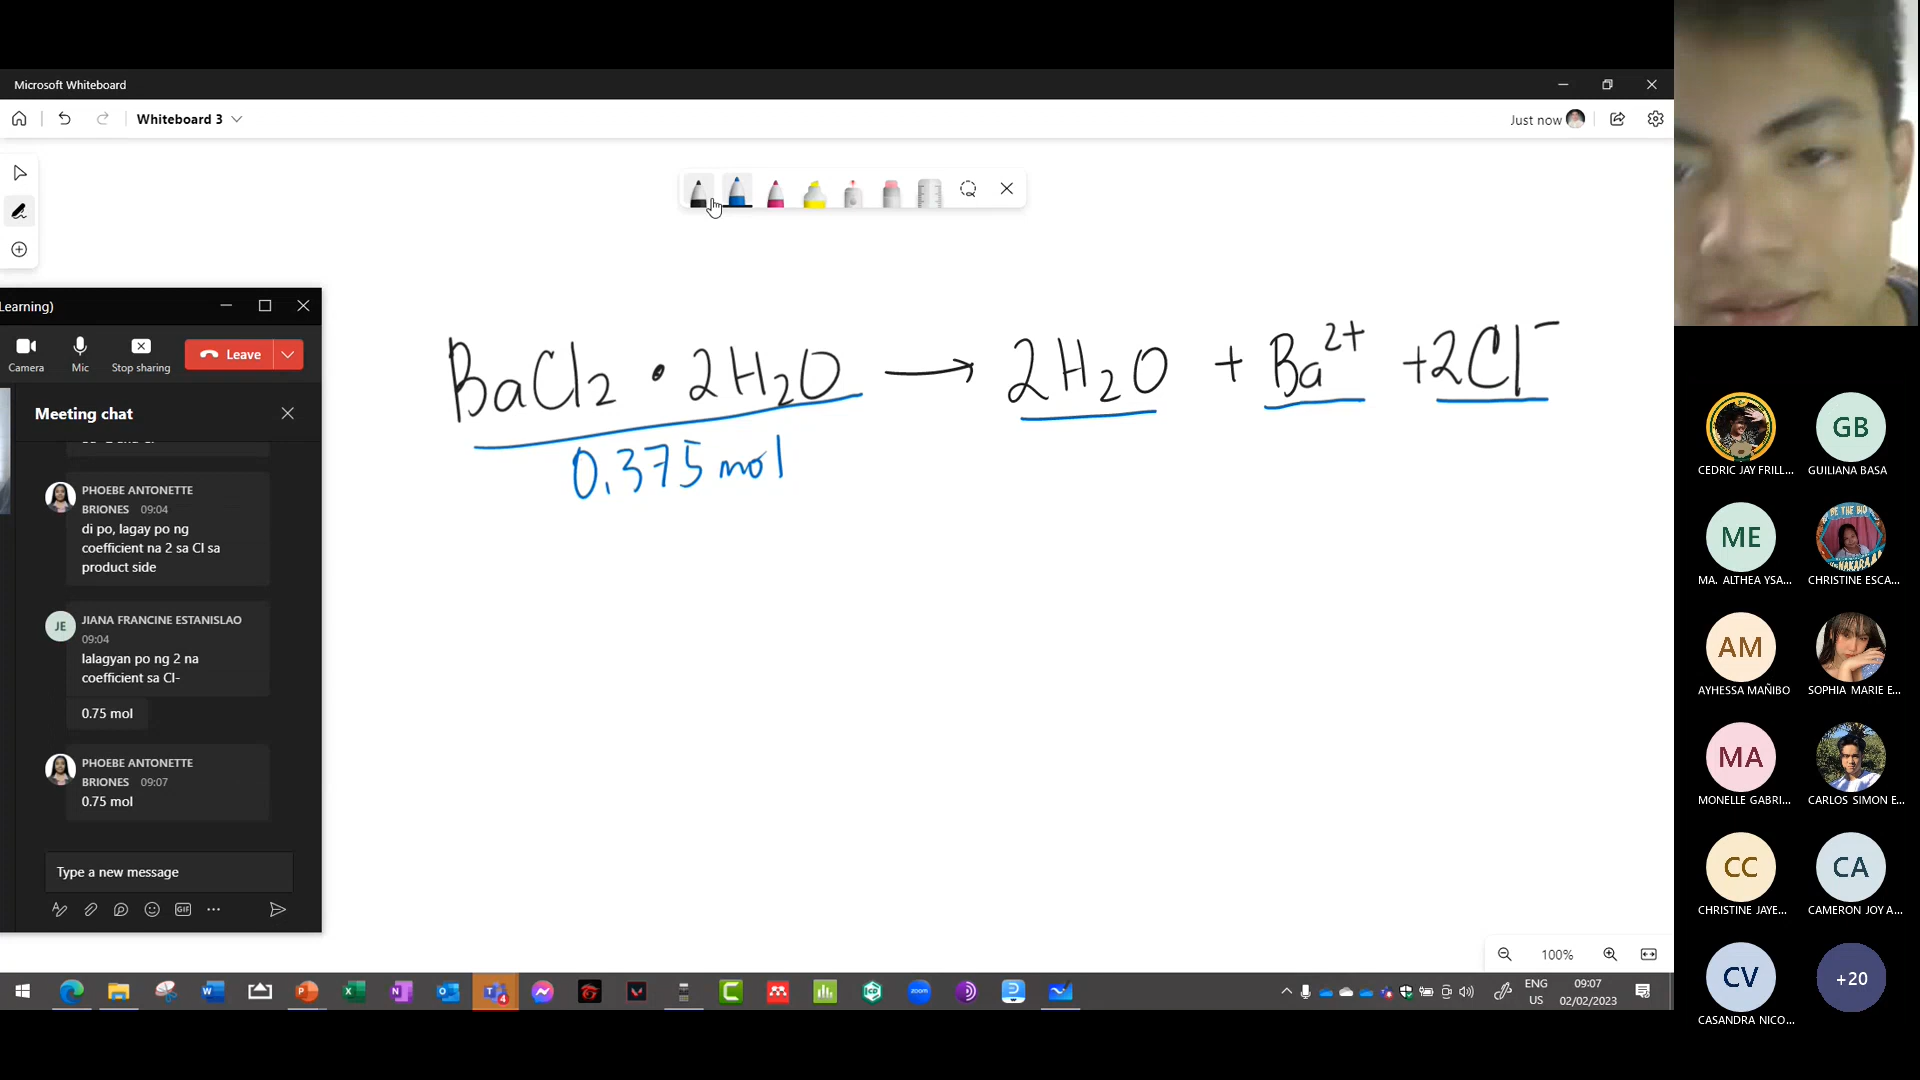 Microsoft Whiteboard
Whiteboard 3
Just now
Learning)
Camera
Mic
Stop sharing
Leave
Meeting chat
PHOEBE ANTONETTE
BRIONES 09:04
di po, lagay po ng
coefficient na 2 sa Cl sa
product side
JE
JIANA FRANCINE ESTANISLAO
09:04
lalagyan po ng 2 na
coefficient sa Cl-
0.75 mol
PHOEBE ANTONETTE
BRIONES 09:07
0.75 mol
Type a new message
GIF
BaCl₂ • 2H₂O → 2H₂O + Ba²⁺ + 2Cl⁻
0.375 mol
100%
ENG
US
09:07
02/02/2023
4
zoom
GB
CEDRIC JAY FRILL...
GUILIANA BASA
ME
MA. ALTHEA YSA...
CHRISTINE ESCA...
AM
AYHESSA MAÑIBO
SOPHIA MARIE E...
MA
MONELLE GABRI...
CARLOS SIMON E...
CC
CA
CHRISTINE JAYE...
CAMERON JOY A...
CV
+20
CASANDRA NICO...